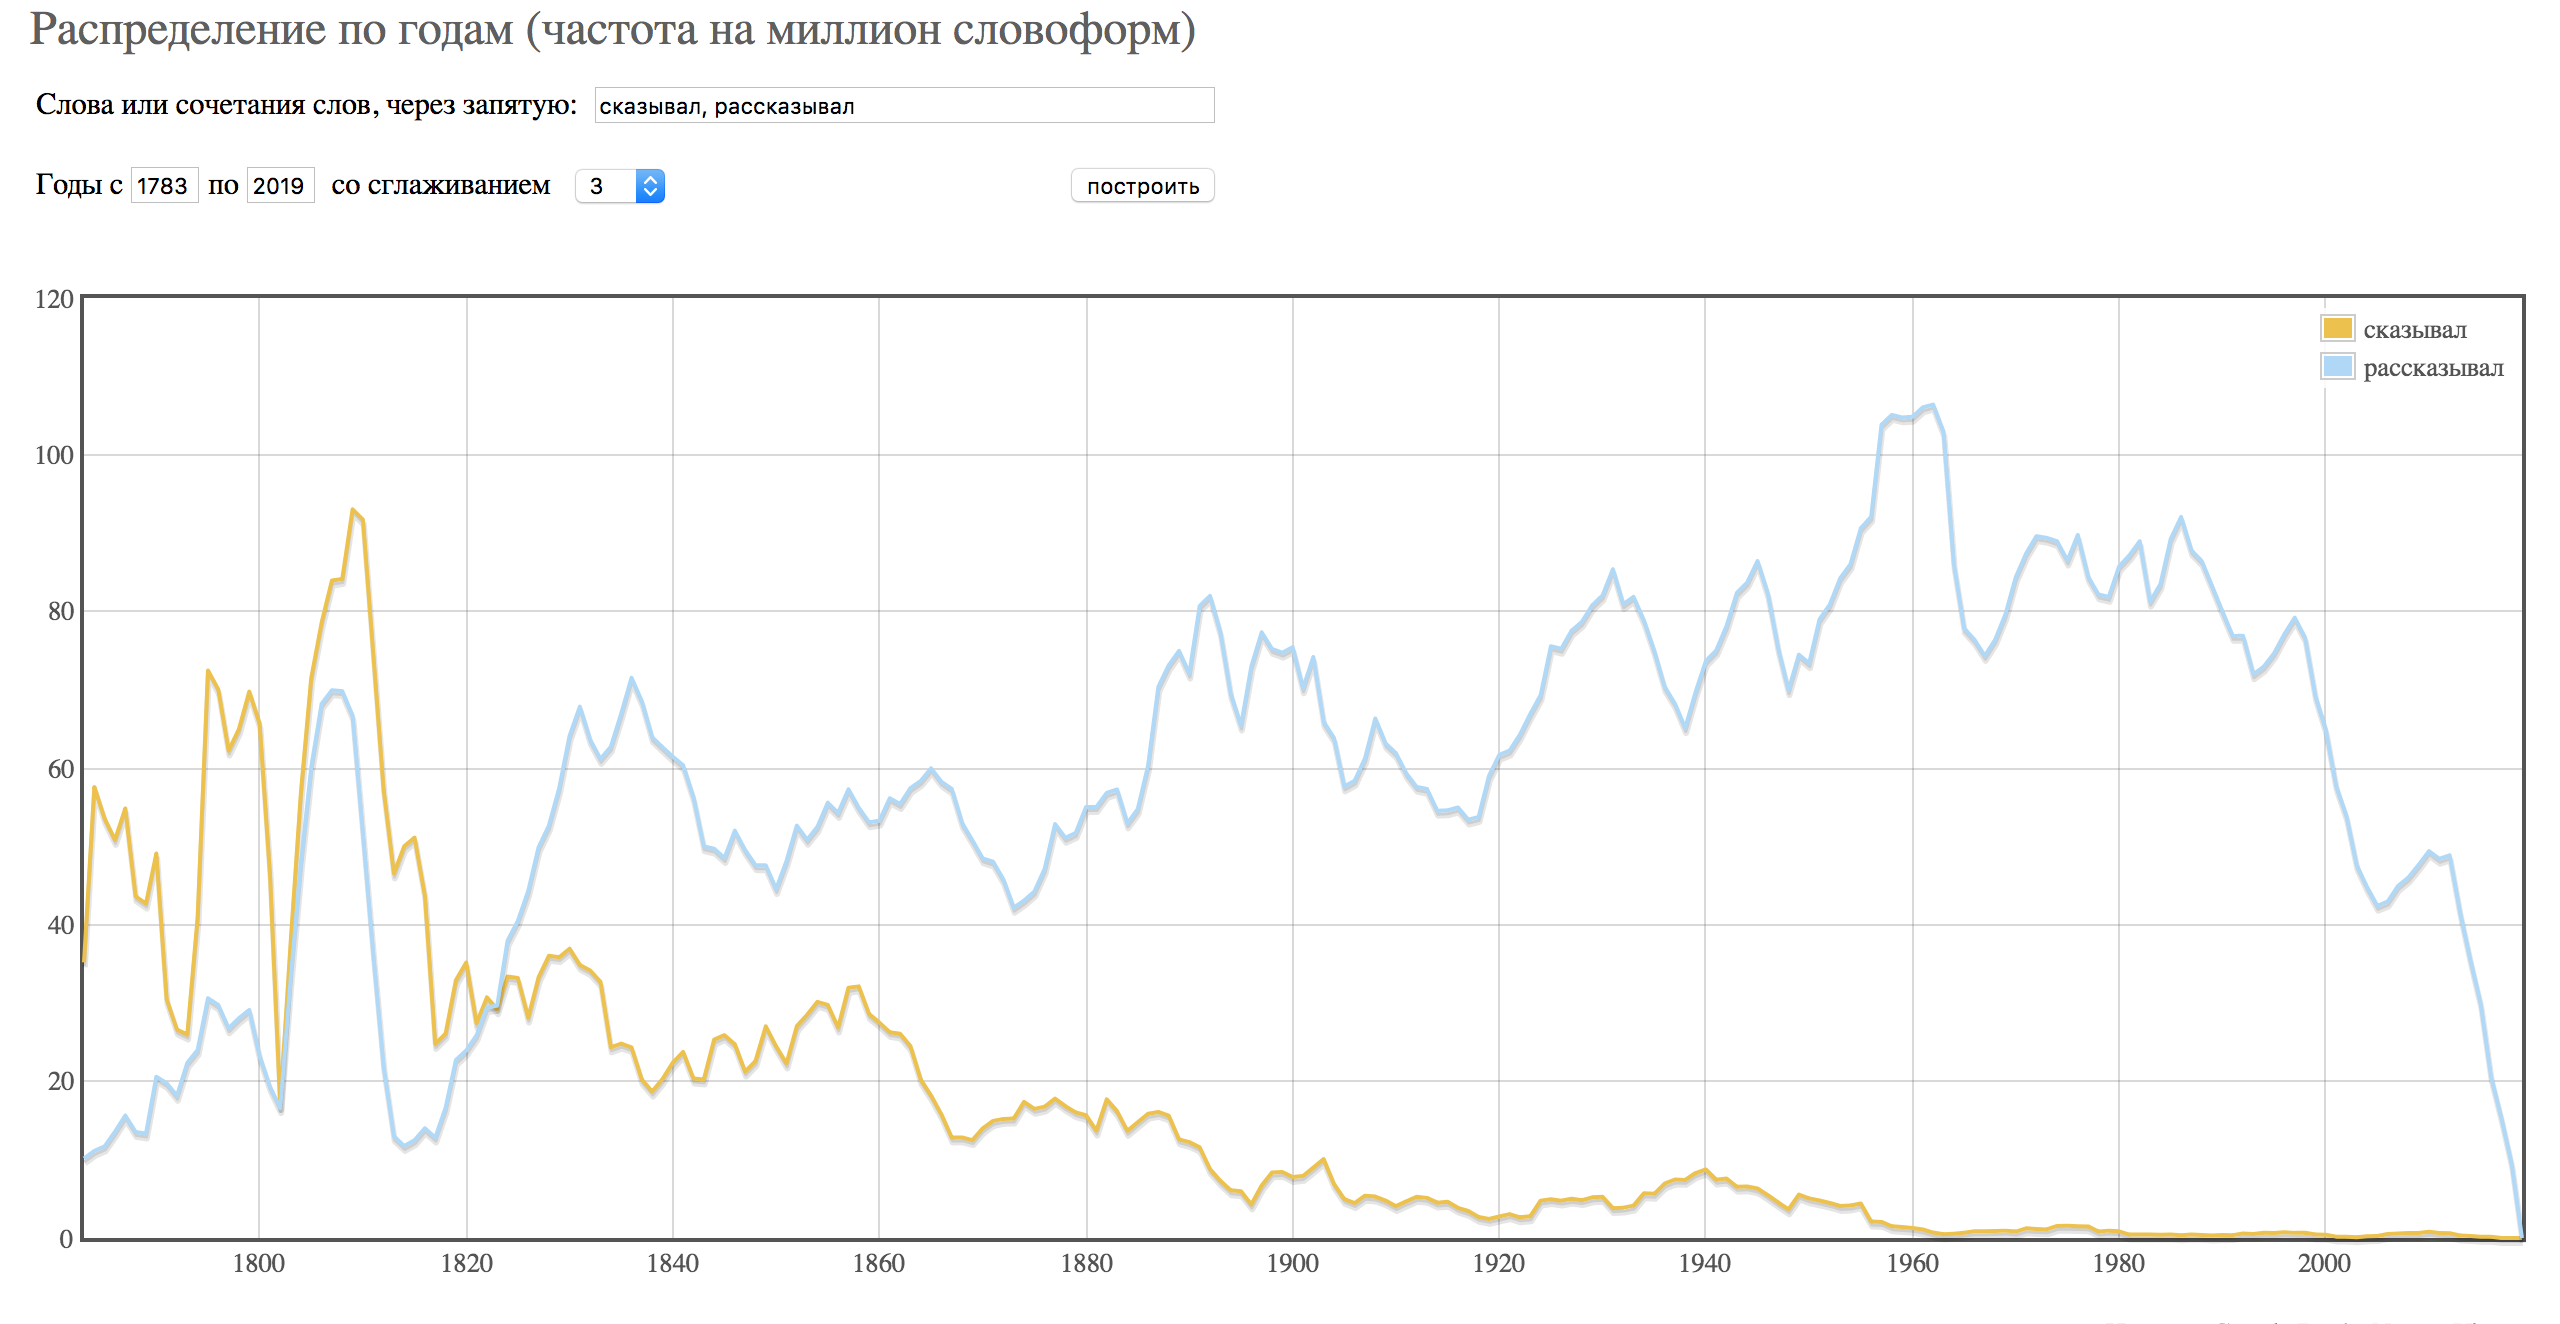 Распределение по годам (частота на миллион словоформ)
Слова или сочетания слов, через запятую: сказывал, рассказывал
Годы с 1783 по 2019 со сглаживанием 3 построить
120
сказывал
рассказывал
100
80
60
40
20
0
1800 1820 1840 1860 1880 1900 1920 1940 1960 1980 2000